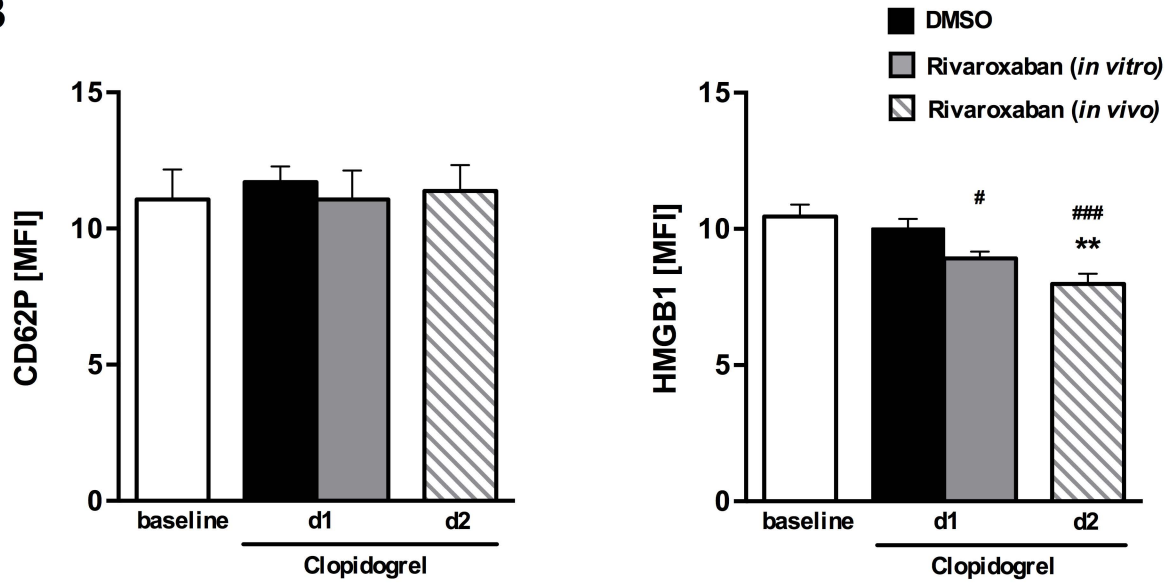 B
DMSO
Rivaroxaban (in vitro)
Rivaroxaban (in vivo)
15
10
5
0
CD62P [MFI]
baseline d1 d2
Clopidogrel
15
10
5
0
HMGB1 [MFI]
#
###
**
baseline d1 d2
Clopidogrel